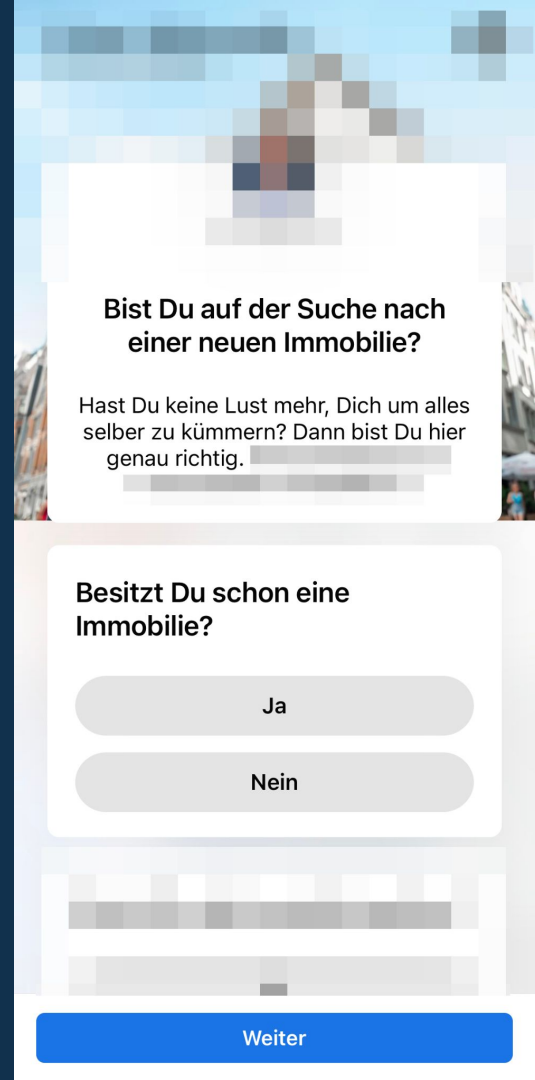 Bist Du auf der Suche nach
einer neuen Immobilie?
Hast Du keine Lust mehr, Dich um alles
selber zu kümmern? Dann bist Du hier
genau richtig.
Besitzt Du schon eine
Immobilie?
Ja
Nein
Weiter